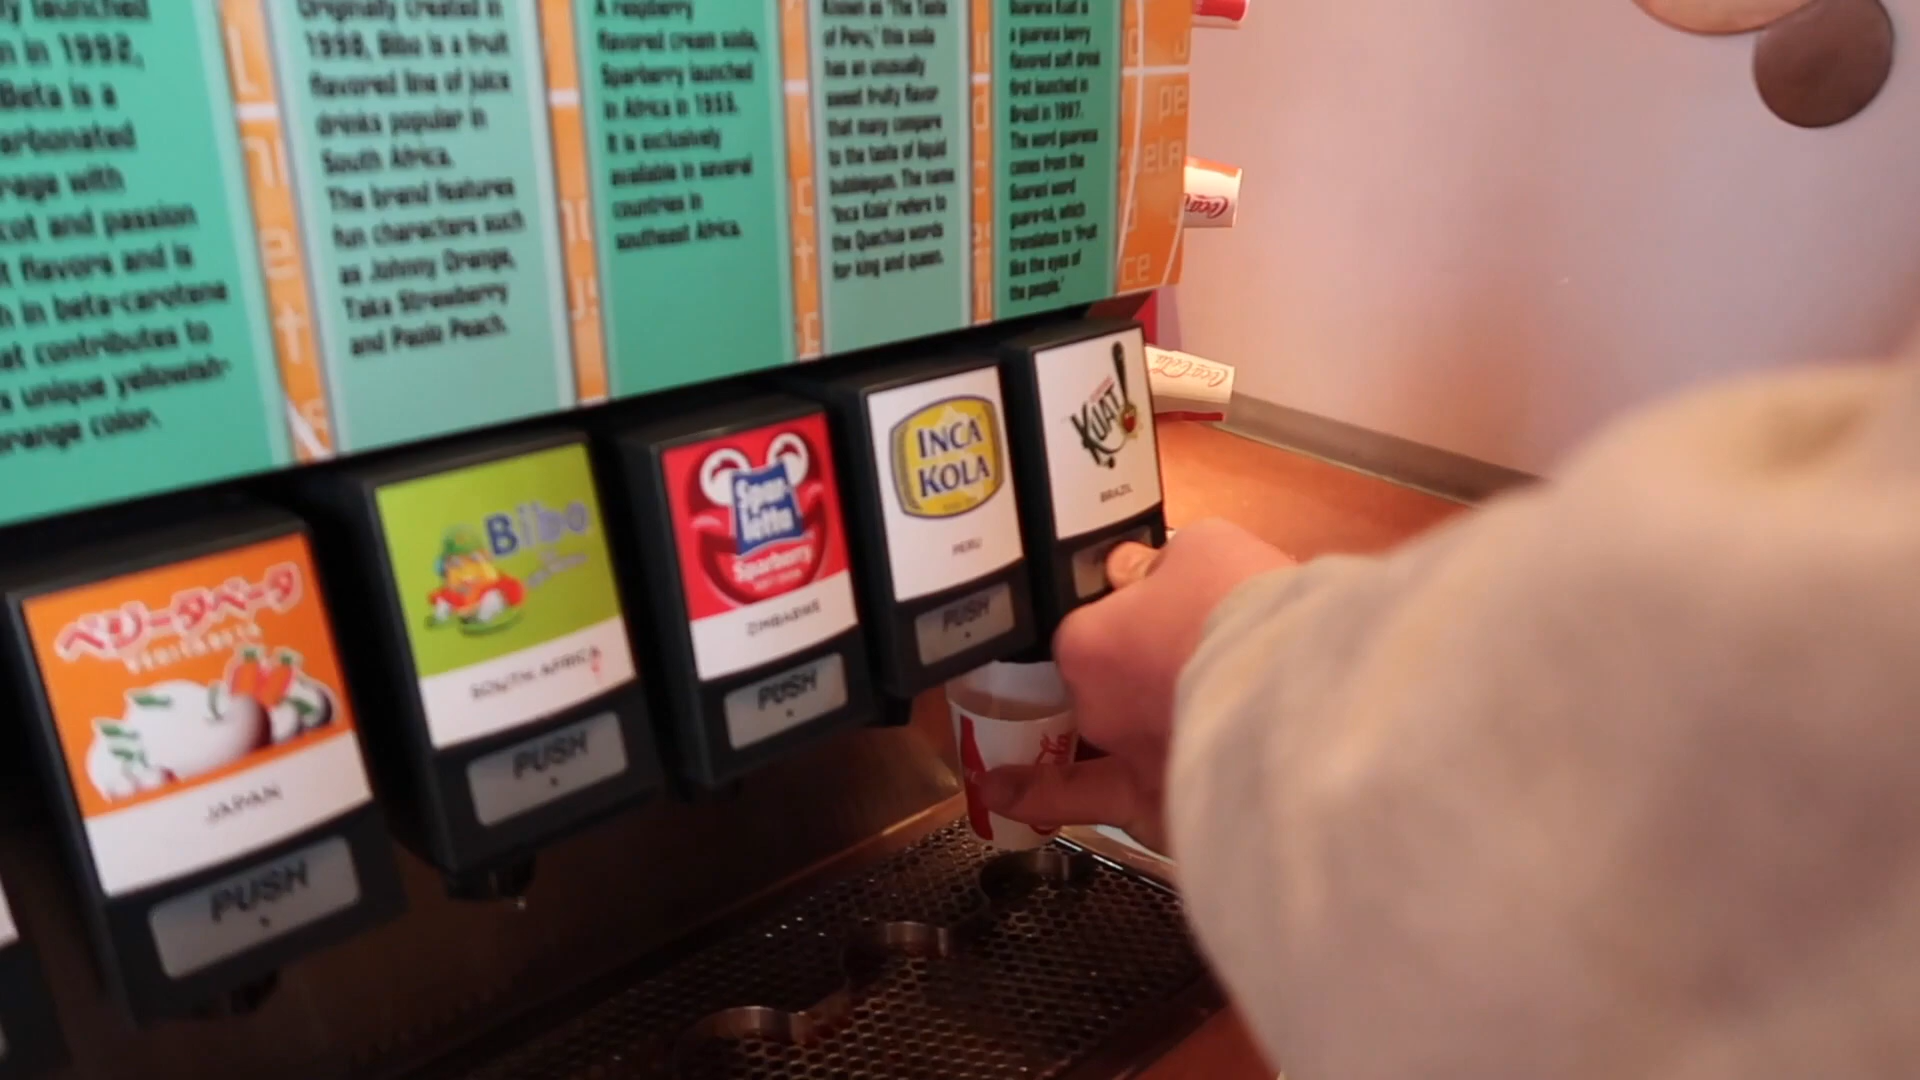 ly launched
n in 1992,
Beta is a
arbonated
rage with
cot and passion
t flavors and is
h in beta-carotene
at contributes to
s unique yellowish-
orange color.
Originally created in
1998, Bibo is a fruit
flavored line of juice
drinks popular in
South Africa.
The brand features
fun characters such
as Johnny Orange,
Taka Strawberry
and Paolo Peach.
A raspberry
flavored cream soda,
Sparberry launched
in Africa in 1955.
It is exclusively
available in several
countries in
southeast Africa.
Known as 'The Taste
of Peru,' this soda
has an unusually
sweet fruity flavor
that many compare
to the taste of liquid
bubblegum. The name
'Inca Kola' refers to
the Quechua words
for king and queen.
Guarana Kuat is
a guarana berry
flavored soft drink
first launched in
Brazil in 1997.
The word guarana
comes from the
Guarani word
guara-ná, which
translates to 'fruit
like the eyes of
the people.'
ベジータベータ
VEGITABETA
JAPAN
PUSH
Bibo
SOUTH AFRICA
PUSH
Spar
letta
Sparberry
ZIMBABWE
PUSH
INCA
KOLA
PERU
PUSH
KUAT
BRAZIL
Coca-Cola